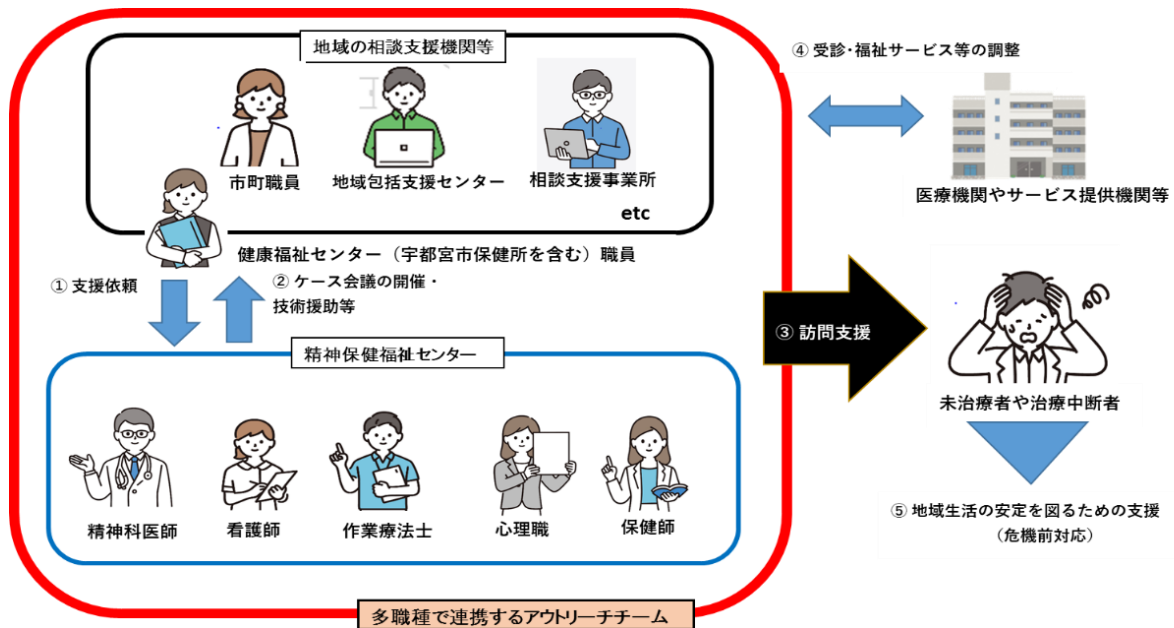 地域の相談支援機関等
市町職員
地域包括支援センター
相談支援事業所
etc
健康福祉センター（宇都宮市保健所を含む）職員
① 支援依頼
② ケース会議の開催・
技術援助等
精神保健福祉センター
精神科医師
看護師
作業療法士
心理職
保健師
多職種で連携するアウトリーチチーム
③ 訪問支援
④ 受診・福祉サービス等の調整
医療機関やサービス提供機関等
未治療者や治療中断者
⑤ 地域生活の安定を図るための支援
（危機前対応）